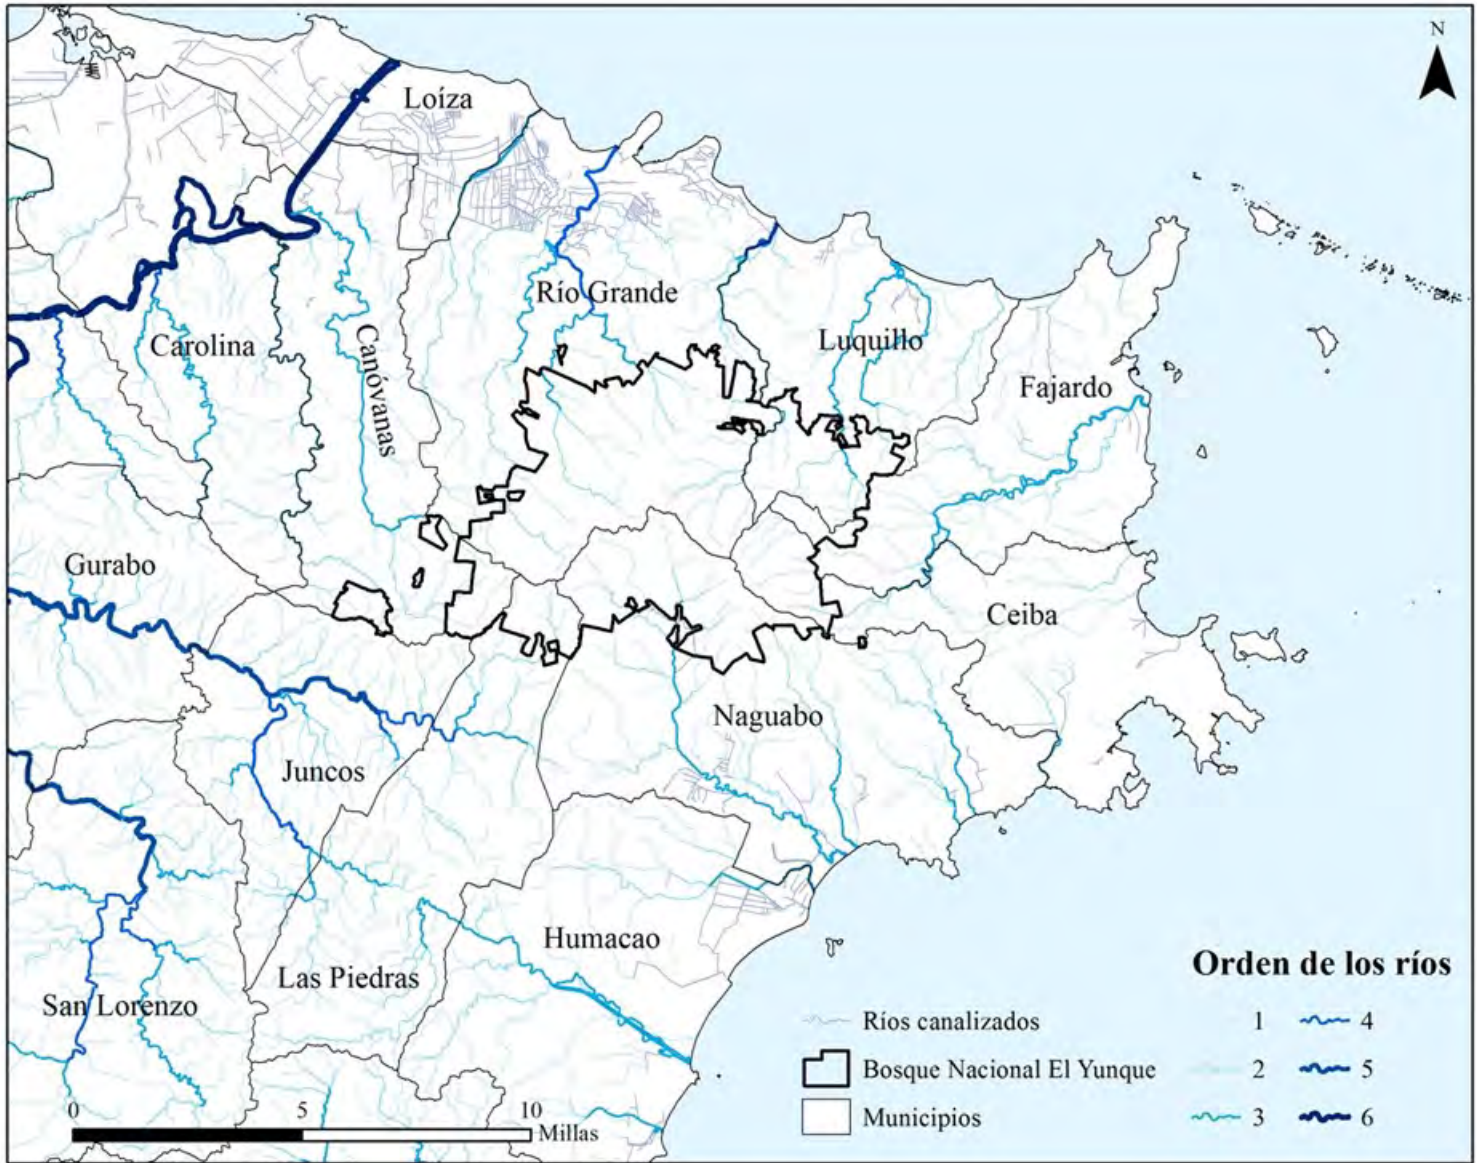 N
Loíza
Río Grande
Carolina
Canóvanas
Luquillo
Fajardo
Gurabo
Ceiba
Naguabo
Juncos
Humacao
Las Piedras
San Lorenzo
Orden de los ríos
Ríos canalizados
Bosque Nacional El Yunque
Municipios
1
2
3
4
5
6
0 5 10
Millas